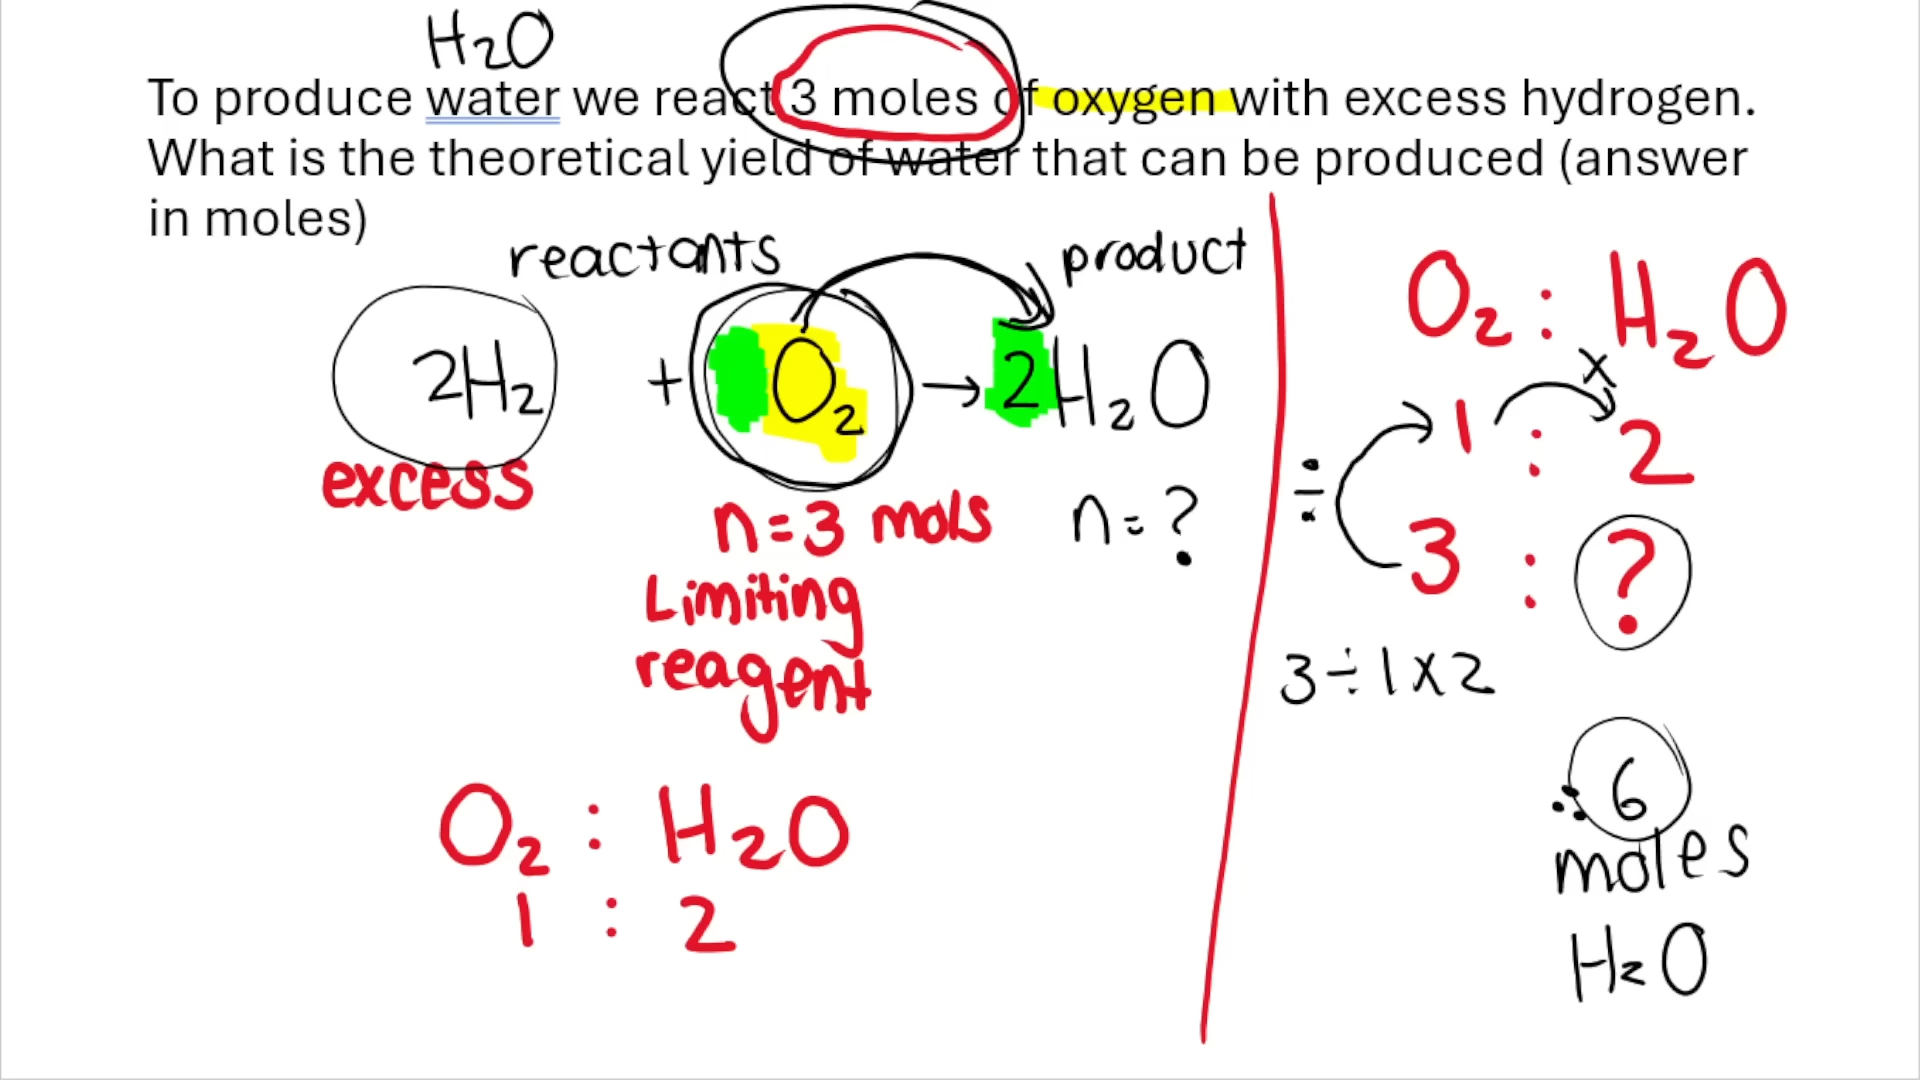 H₂O
To produce water we react 3 moles of oxygen with excess hydrogen.
What is the theoretical yield of water that can be produced (answer
in moles)
reactants
product
2H₂ + O₂ → 2H₂O
excess
n=3 mols
n=?
Limiting
reagent
O₂ : H₂O
1 : 2
O₂ : H₂O
×
1 : 2
÷
3 : ?
3÷1×2
∴ 6
moles
H₂O